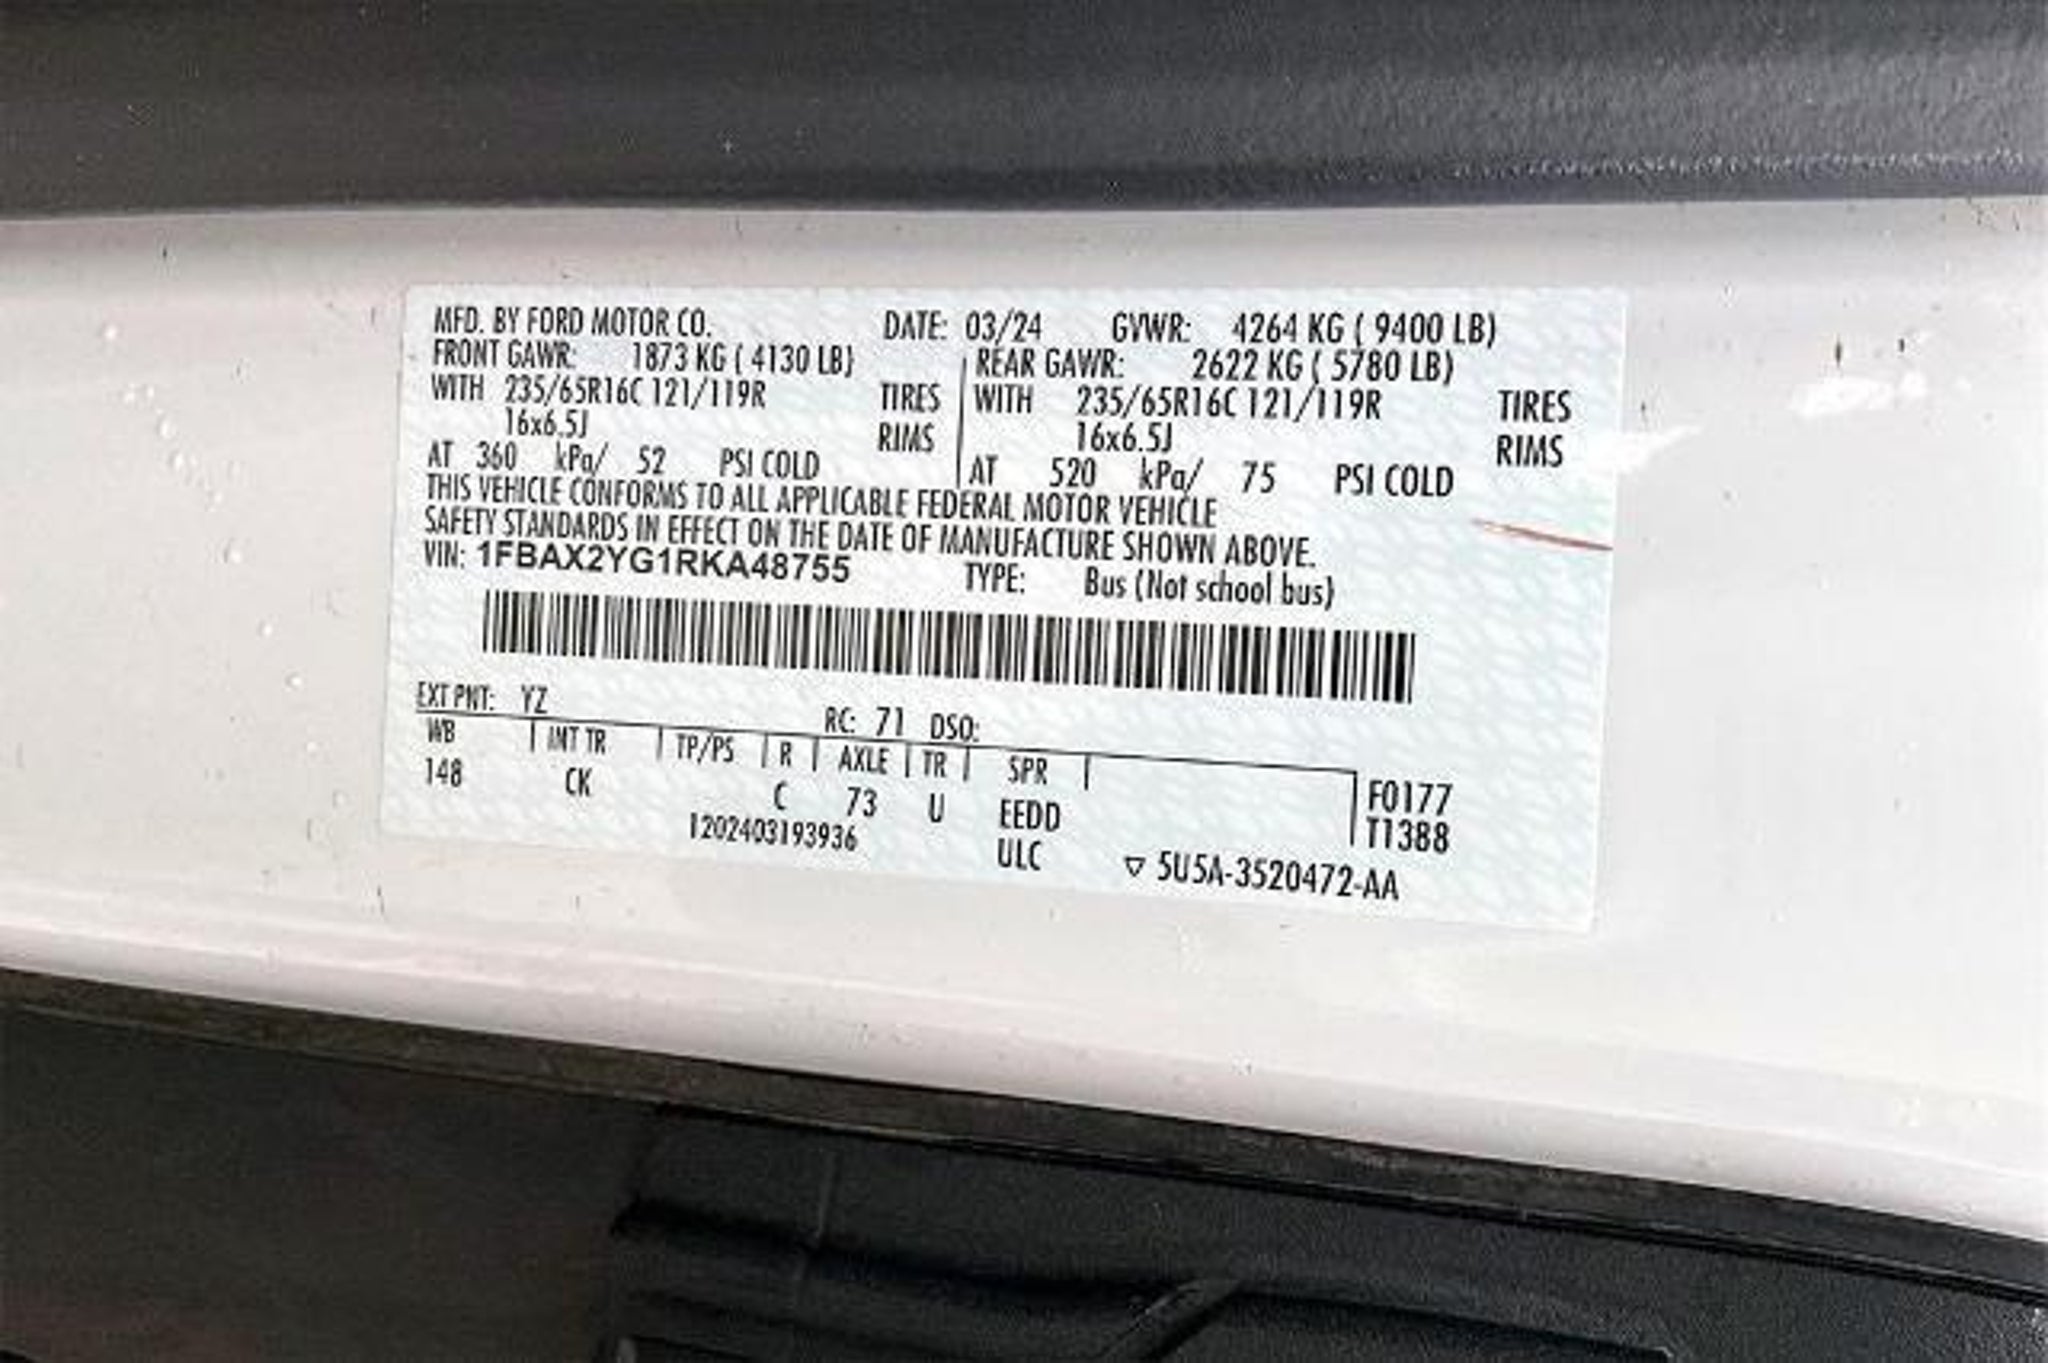 MFD. BY FORD MOTOR CO. DATE: 03/24 GVWR: 4264 KG ( 9400 LB)
FRONT GAWR: 1873 KG ( 4130 LB) REAR GAWR: 2622 KG ( 5780 LB)
WITH 235/65R16C 121/119R TIRES WITH 235/65R16C 121/119R TIRES
16x6.5J RIMS 16x6.5J RIMS
AT 360 kPa/ 52 PSI COLD AT 520 kPa/ 75 PSI COLD
THIS VEHICLE CONFORMS TO ALL APPLICABLE FEDERAL MOTOR VEHICLE
SAFETY STANDARDS IN EFFECT ON THE DATE OF MANUFACTURE SHOWN ABOVE.
VIN: 1FBAX2YG1RKA48755 TYPE: Bus (Not school bus)
EXT PNT: YZ RC: 71 DSO:
WB INT TR TP/PS R AXLE TR SPR F0177
148 CK C 73 U EEDD T1388
1202403193936 ULC ▽ 5U5A-3520472-AA